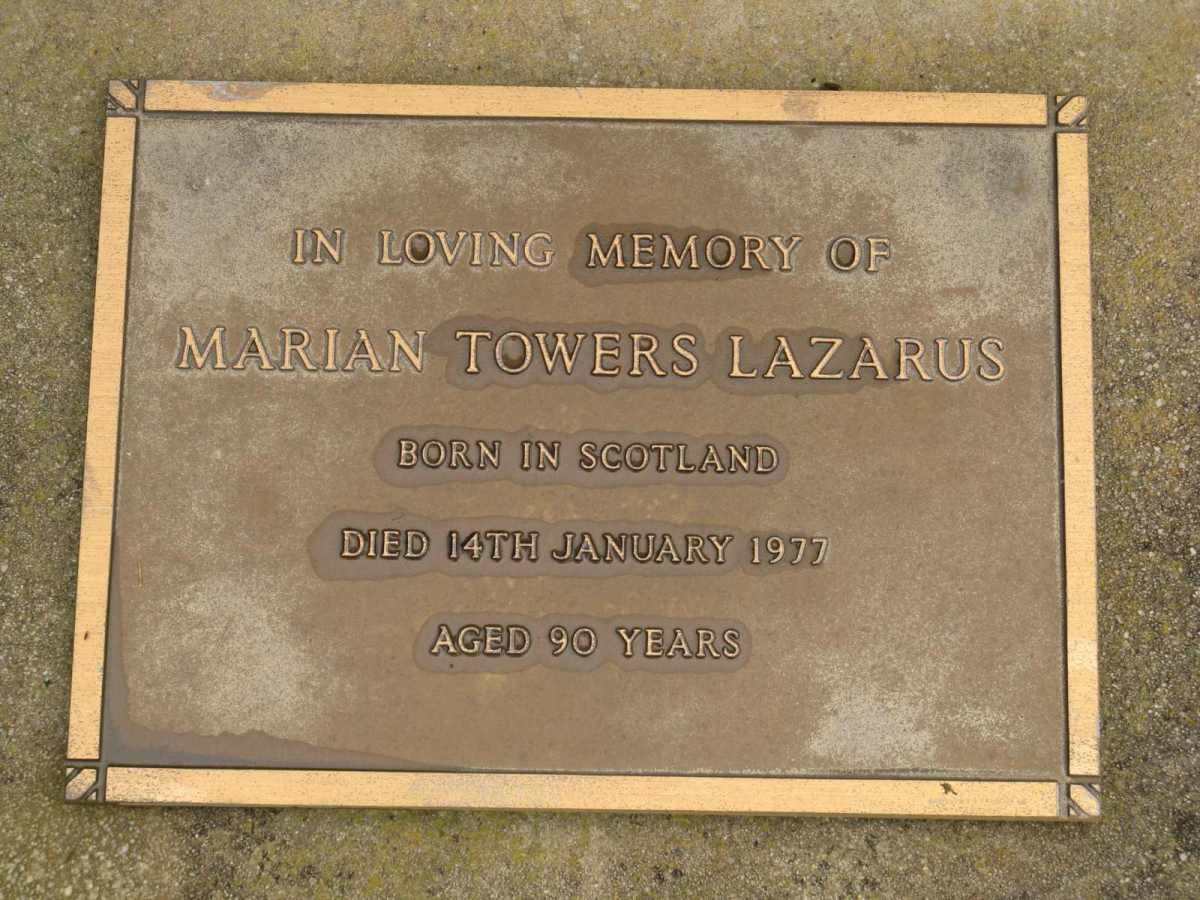 IN LOVING MEMORY OF
MARIAN TOWERS LAZARUS
BORN IN SCOTLAND
DIED 14TH JANUARY 1977
AGED 90 YEARS